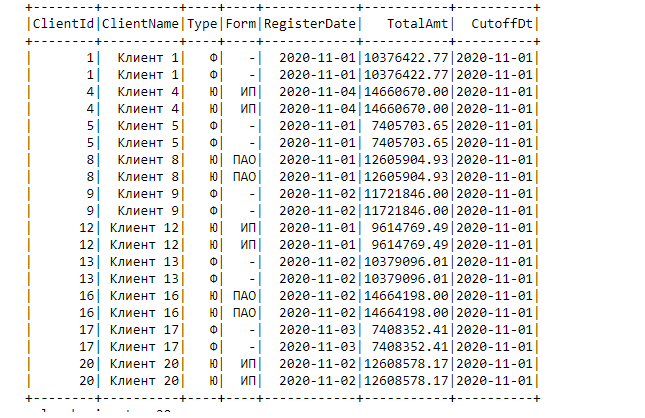 +--------+----------+----+----+------------+-----------+----------+
|ClientId|ClientName|Type|Form|RegisterDate|   TotalAmt|  CutoffDt|
+--------+----------+----+----+------------+-----------+----------+
|       1|  Клиент 1|   Ф|   -|  2020-11-01|10376422.77|2020-11-01|
|       1|  Клиент 1|   Ф|   -|  2020-11-01|10376422.77|2020-11-01|
|       4|  Клиент 4|   Ю|  ИП|  2020-11-04|14660670.00|2020-11-01|
|       4|  Клиент 4|   Ю|  ИП|  2020-11-04|14660670.00|2020-11-01|
|       5|  Клиент 5|   Ф|   -|  2020-11-01| 7405703.65|2020-11-01|
|       5|  Клиент 5|   Ф|   -|  2020-11-01| 7405703.65|2020-11-01|
|       8|  Клиент 8|   Ю| ПАО|  2020-11-01|12605904.93|2020-11-01|
|       8|  Клиент 8|   Ю| ПАО|  2020-11-01|12605904.93|2020-11-01|
|       9|  Клиент 9|   Ф|   -|  2020-11-02|11721846.00|2020-11-01|
|       9|  Клиент 9|   Ф|   -|  2020-11-02|11721846.00|2020-11-01|
|      12| Клиент 12|   Ю|  ИП|  2020-11-01| 9614769.49|2020-11-01|
|      12| Клиент 12|   Ю|  ИП|  2020-11-01| 9614769.49|2020-11-01|
|      13| Клиент 13|   Ф|   -|  2020-11-02|10379096.01|2020-11-01|
|      13| Клиент 13|   Ф|   -|  2020-11-02|10379096.01|2020-11-01|
|      16| Клиент 16|   Ю| ПАО|  2020-11-02|14664198.00|2020-11-01|
|      16| Клиент 16|   Ю| ПАО|  2020-11-02|14664198.00|2020-11-01|
|      17| Клиент 17|   Ф|   -|  2020-11-03| 7408352.41|2020-11-01|
|      17| Клиент 17|   Ф|   -|  2020-11-03| 7408352.41|2020-11-01|
|      20| Клиент 20|   Ю|  ИП|  2020-11-02|12608578.17|2020-11-01|
|      20| Клиент 20|   Ю|  ИП|  2020-11-02|12608578.17|2020-11-01|
+--------+----------+----+----+------------+-----------+----------+